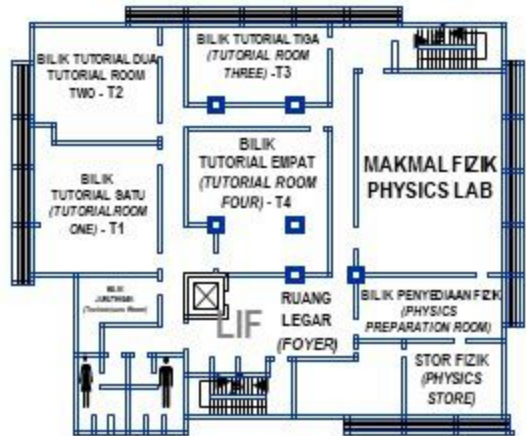 BILIK TUTORIAL DUA
TUTORIAL ROOM
TWO - T2
BILIK TUTORIAL TIGA
(TUTORIAL ROOM
THREE) -T3
BILIK
TUTORIAL EMPAT
(TUTORIAL ROOM
FOUR) - T4
MAKMAL FIZIK
PHYSICS LAB
BILIK
TUTORIAL SATU
(TUTORIALROOM
ONE) - T1
LIF
RUANG
LEGAR
(FOYER)
BILIK PENYEDIAAN FIZIK
(PHYSICS
PREPARATION ROOM)
STOR FIZIK
(PHYSICS
STORE)